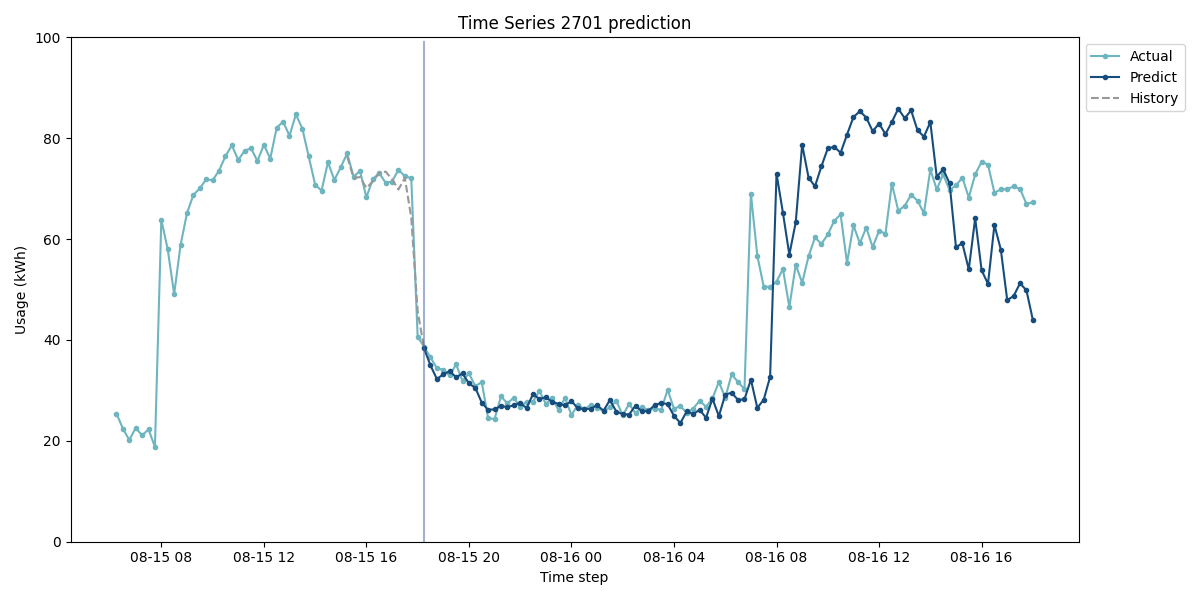 Time Series 2701 prediction
100
80
60
40
20
0
Usage (kWh)
08-15 08
08-15 12
08-15 16
08-15 20
08-16 00
08-16 04
08-16 08
08-16 12
08-16 16
Time step
Actual
Predict
History